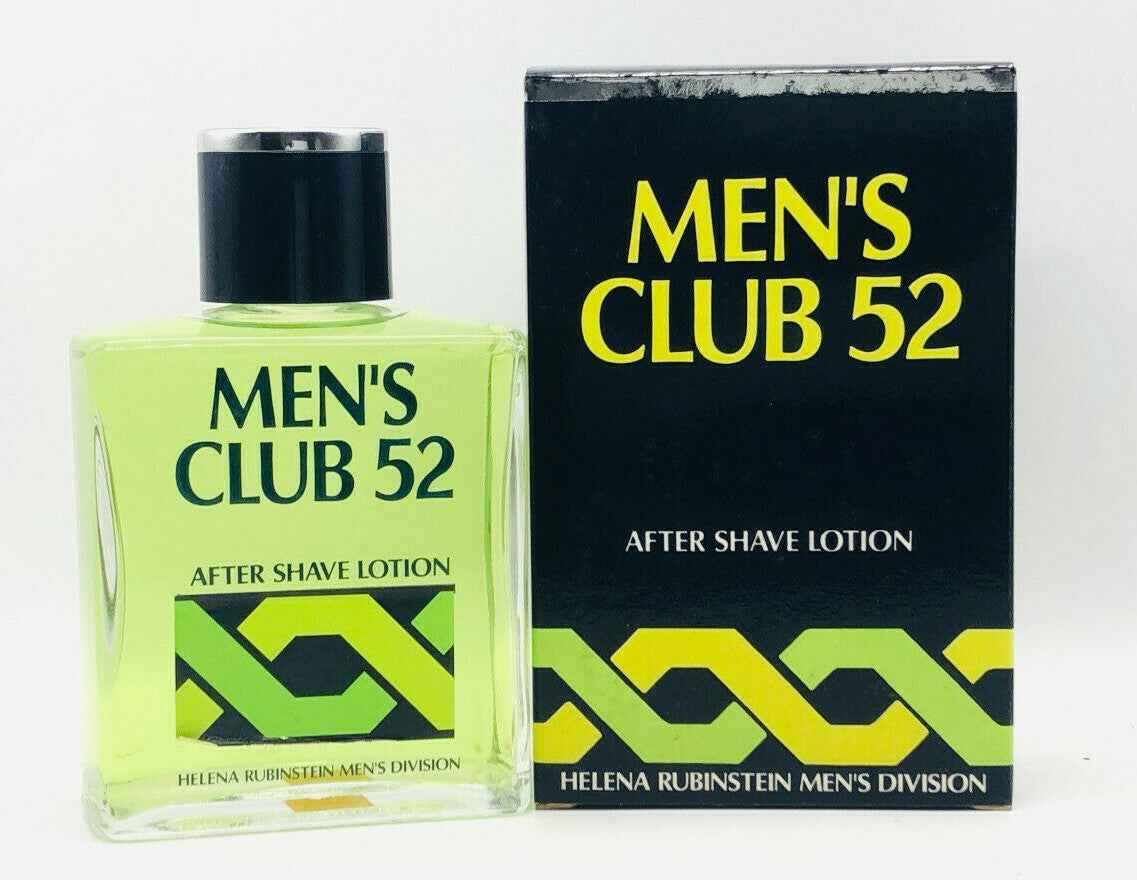 MEN'S
CLUB 52
AFTER SHAVE LOTION
HELENA RUBINSTEIN MEN'S DIVISION
MEN'S
CLUB 52
AFTER SHAVE LOTION
HELENA RUBINSTEIN MEN'S DIVISION